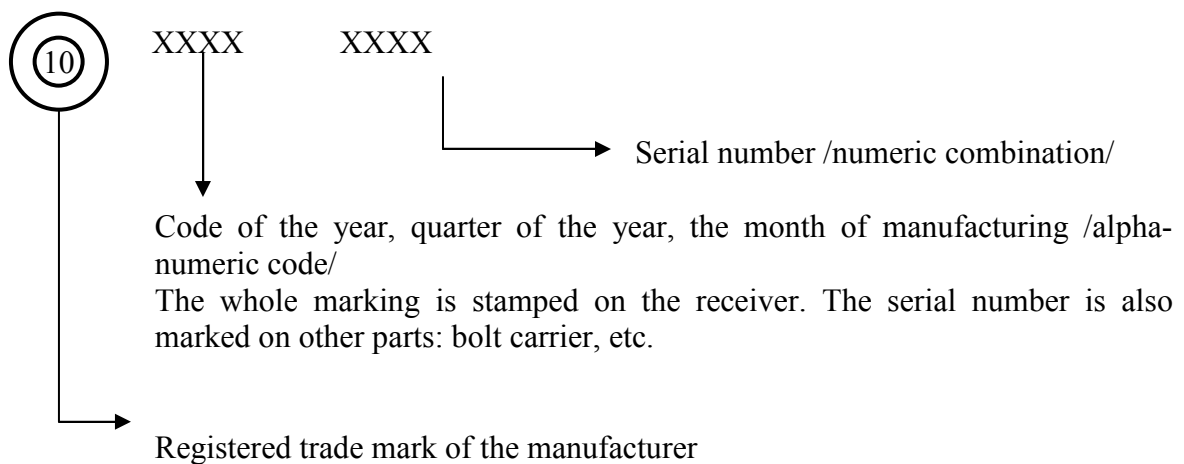 10 XXXX XXXX
Serial number /numeric combination/
Code of the year, quarter of the year, the month of manufacturing /alpha-
numeric code/
The whole marking is stamped on the receiver. The serial number is also
marked on other parts: bolt carrier, etc.
Registered trade mark of the manufacturer